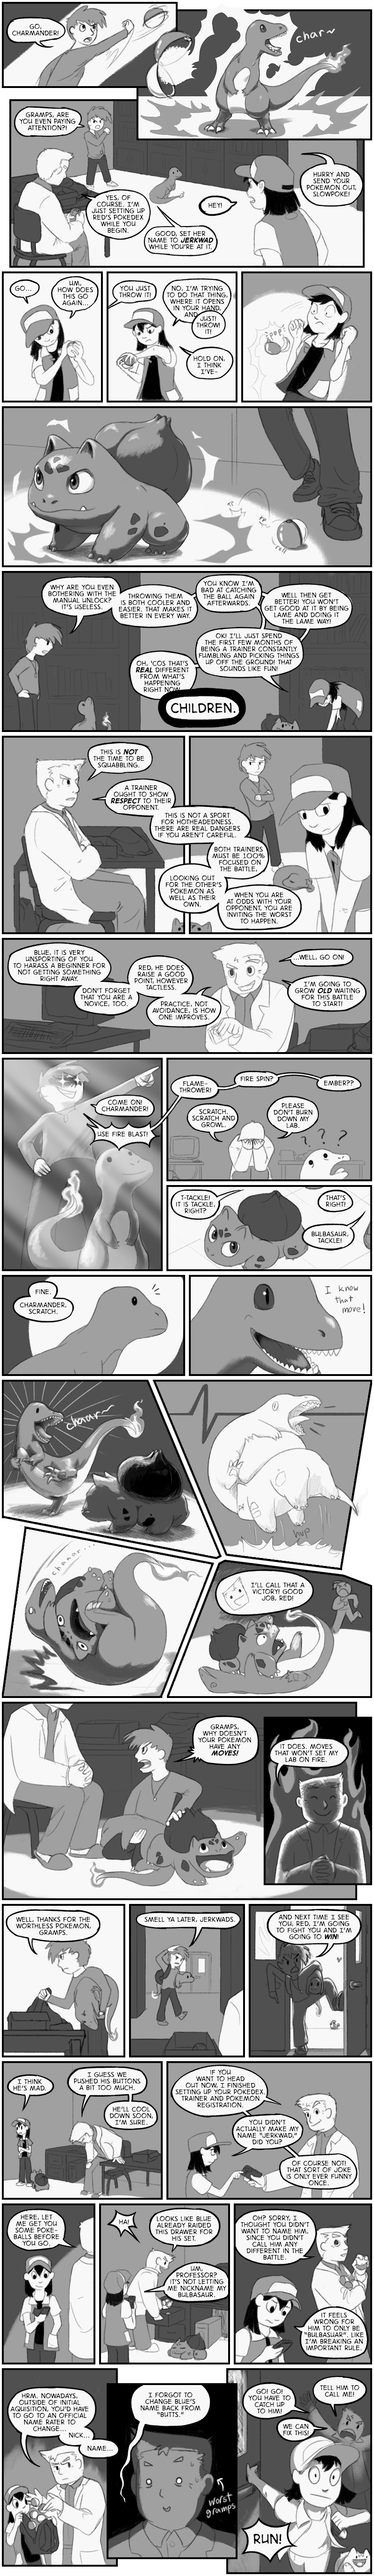 GO,
CHARMANDER!
char~
GRAMPS, ARE
YOU EVEN PAYING
ATTENTION?!
YES, OF
COURSE. I'M
JUST SETTING UP
RED'S POKEDEX
WHILE YOU
BEGIN.
GOOD, SET HER
NAME TO JERKWAD
WHILE YOU'RE AT IT.
HEY!
HURRY AND
SEND YOUR
POKEMON OUT,
SLOWPOKE!
GO...
UM,
HOW DOES
THIS GO
AGAIN...
YOU JUST
THROW IT!
NO, I'M TRYING
TO DO THAT THING,
WHERE IT OPENS
IN YOUR HAND,
AND
JUST!
THROW!
IT!
HOLD ON,
I THINK
I'VE-
roll
WHY ARE YOU EVEN
BOTHERING WITH THE
MANUAL UNLOCK?
IT'S USELESS.
THROWING THEM
IS BOTH COOLER AND
EASIER. THAT MAKES IT
BETTER IN EVERY WAY.
YOU KNOW I'M
BAD AT CATCHING
THE BALL AGAIN
AFTERWARDS.
WELL THEN GET
BETTER! YOU WON'T
GET GOOD AT IT BY BEING
LAME AND DOING IT
THE LAME WAY!
OK! I'LL JUST SPEND
THE FIRST FEW MONTHS OF
BEING A TRAINER CONSTANTLY
FUMBLING AND PICKING THINGS
UP OFF THE GROUND! THAT
SOUNDS LIKE FUN!
OH, 'COS THAT'S
REAL DIFFERENT
FROM WHAT'S
HAPPENING
RIGHT NOW
CHILDREN.
THIS IS NOT
THE TIME TO BE
SQUABBLING.
A TRAINER
OUGHT TO SHOW
RESPECT TO THEIR
OPPONENT.
THIS IS NOT A SPORT
FOR HOTHEADEDNESS.
THERE ARE REAL DANGERS
IF YOU AREN'T CAREFUL.
BOTH TRAINERS
MUST BE 100%
FOCUSED ON
THE BATTLE,
LOOKING OUT
FOR THE OTHER'S
POKEMON AS WELL
AS THEIR
OWN.
WHEN YOU ARE
AT ODDS WITH YOUR
OPPONENT, YOU ARE
INVITING THE WORST
TO HAPPEN.
BLUE, IT IS VERY
UNSPORTING OF YOU
TO HARASS A BEGINNER FOR
NOT GETTING SOMETHING
RIGHT AWAY.
DON'T FORGET
THAT YOU ARE A
NOVICE, TOO.
RED, HE DOES
RAISE A GOOD
POINT, HOWEVER
TACTLESS.
PRACTICE, NOT
AVOIDANCE, IS HOW
ONE IMPROVES.
...WELL, GO ON!
I'M GOING TO
GROW OLD WAITING
FOR THIS BATTLE
TO START!
COME ON!
CHARMANDER!
USE FIRE BLAST!
FLAME-
THROWER!
FIRE SPIN?
EMBER??
SCRATCH.
SCRATCH AND
GROWL.
PLEASE
DON'T BURN
DOWN MY
LAB.
? ? ?
T-TACKLE!
IT IS TACKLE,
RIGHT?
THAT'S
RIGHT!
BULBASAUR,
TACKLE!
FINE.
CHARMANDER,
SCRATCH.
I know
that
move!
charar~
hup
charar...
I'LL CALL THAT A
VICTORY! GOOD
JOB, RED!
GRAMPS,
WHY DOESN'T
YOUR POKEMON
HAVE ANY
MOVES!
IT DOES. MOVES
THAT WON'T SET MY
LAB ON FIRE.
WELL, THANKS FOR THE
WORTHLESS POKEMON,
GRAMPS.
SMELL YA LATER, JERKWADS.
AND NEXT TIME I SEE
YOU, RED, I'M GOING
TO FIGHT YOU AND I'M
GOING TO WIN!
I THINK
HE'S MAD.
I GUESS WE
PUSHED HIS BUTTONS
A BIT TOO MUCH.
HE'LL COOL
DOWN SOON,
I'M SURE.
IF YOU
WANT TO HEAD
OUT NOW, I FINISHED
SETTING UP YOUR POKEDEX,
TRAINER AND POKEMON
REGISTRATION.
YOU DIDN'T
ACTUALLY MAKE MY
NAME "JERKWAD,"
DID YOU?
OF COURSE NOT!
THAT SORT OF JOKE
IS ONLY EVER FUNNY
ONCE.
HERE, LET
ME GET YOU
SOME POKE-
BALLS BEFORE
YOU GO.
HA!
LOOKS LIKE BLUE
ALREADY RAIDED
THIS DRAWER FOR
HIS SET.
UM,
PROFESSOR?
IT'S NOT LETTING
ME NICKNAME MY
BULBASAUR.
OH? SORRY, I
THOUGHT YOU DIDN'T
WANT TO NAME HIM,
SINCE YOU DIDN'T
CALL HIM ANY
DIFFERENT IN THE
BATTLE.
IT FEELS
WRONG FOR
HIM TO ONLY BE
"BULBASUAR". LIKE
I'M BREAKING AN
IMPORTANT RULE.
HRM, NOWADAYS,
OUTSIDE OF INITIAL
AQUISITION, YOU'D HAVE
TO GO TO AN OFFICIAL
NAME RATER TO
CHANGE...
NICK...
NAME...
I FORGOT TO
CHANGE BLUE'S
NAME BACK FROM
"BUTTS."
worst
gramps
GO! GO!
YOU HAVE TO
CATCH UP
TO HIM!
TELL HIM TO
CALL ME!
WE CAN
FIX THIS!
RUN!